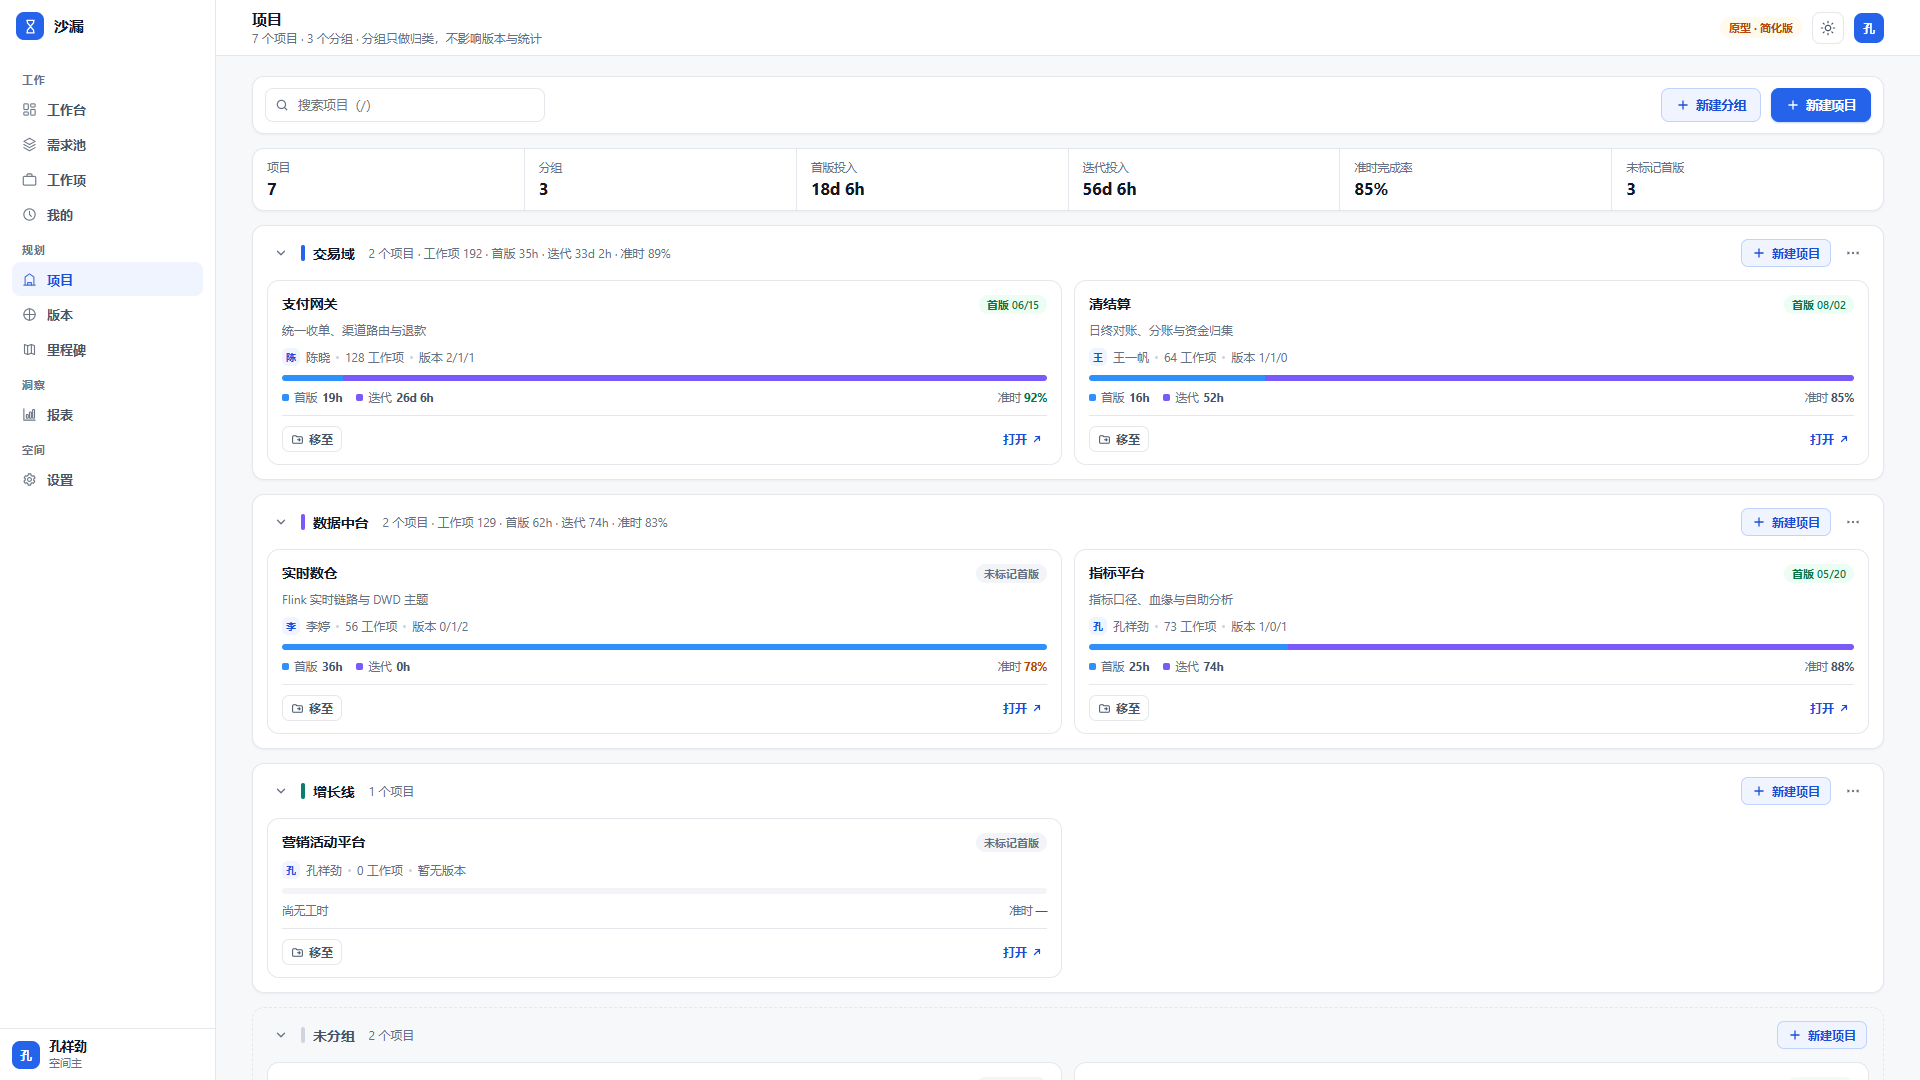 沙漏
工作
工作台
需求池
工作项
我的
规划
项目
版本
里程碑
洞察
报表
空间
设置
孔
孔祥劲
空间主
项目
7 个项目 · 3 个分组 · 分组只做归类，不影响版本与统计
原型 · 简化版
孔
搜索项目（/）
新建分组
新建项目
项目
7
分组
3
首版投入
18d 6h
迭代投入
56d 6h
准时完成率
85%
未标记首版
3
交易域 2 个项目 · 工作项 192 · 首版 35h · 迭代 33d 2h · 准时 89%
新建项目
支付网关
首版 06/15
统一收单、渠道路由与退款
陈 陈晓 · 128 工作项 · 版本 2/1/1
首版 19h 迭代 26d 6h 准时 92%
移至 打开
清结算
首版 08/02
日终对账、分账与资金归集
王 王一帆 · 64 工作项 · 版本 1/1/0
首版 16h 迭代 52h 准时 85%
移至 打开
数据中台 2 个项目 · 工作项 129 · 首版 62h · 迭代 74h · 准时 83%
新建项目
实时数仓
未标记首版
Flink 实时链路与 DWD 主题
李 李婷 · 56 工作项 · 版本 0/1/2
首版 36h 迭代 0h 准时 78%
移至 打开
指标平台
首版 05/20
指标口径、血缘与自助分析
孔 孔祥劲 · 73 工作项 · 版本 1/0/1
首版 25h 迭代 74h 准时 88%
移至 打开
增长线 1 个项目
新建项目
营销活动平台
未标记首版
孔 孔祥劲 · 0 工作项 · 暂无版本
尚无工时 准时 —
移至 打开
未分组 2 个项目
新建项目